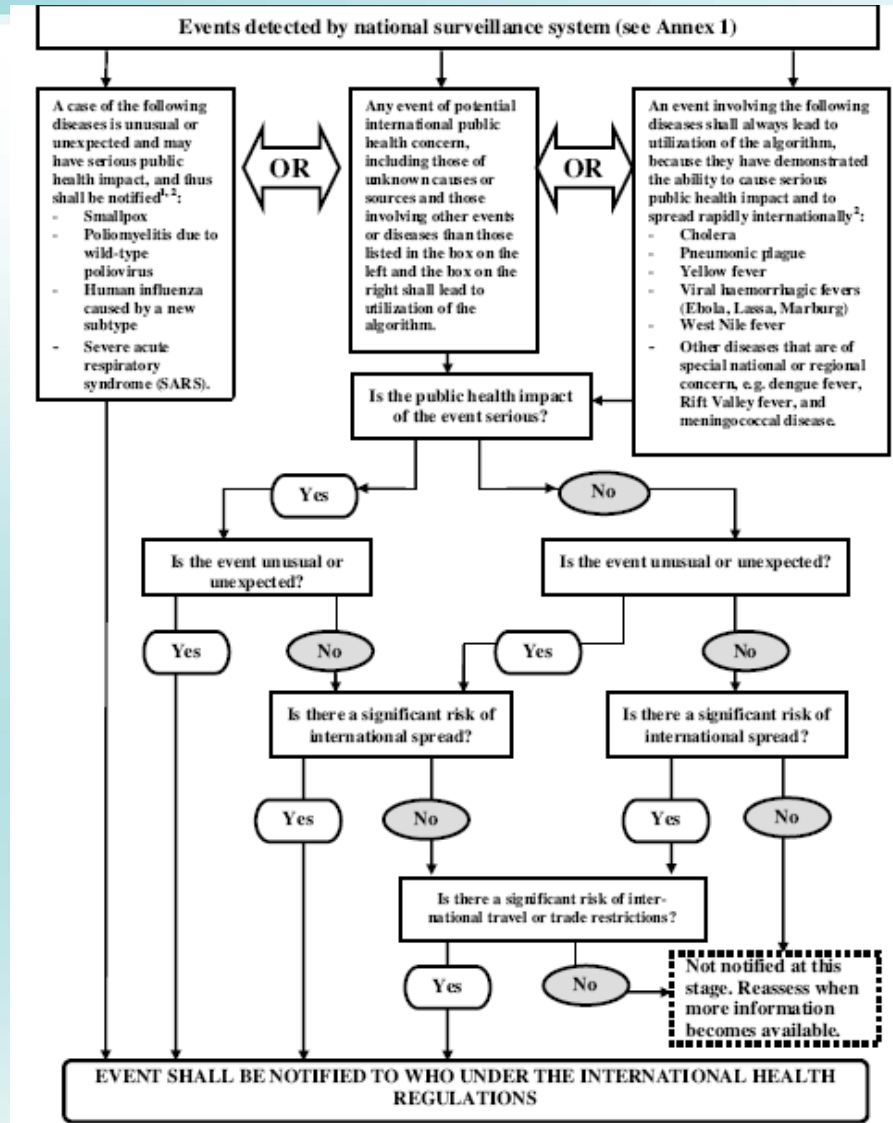 Events detected by national surveillance system (see Annex 1)
A case of the following
diseases is unusual or
unexpected and may
have serious public
health impact, and thus
shall be notified1, 2:
- Smallpox
- Poliomyelitis due to
wild-type
poliovirus
- Human influenza
caused by a new
subtype
- Severe acute
respiratory
syndrome (SARS).
OR
Any event of potential
international public
health concern,
including those of
unknown causes or
sources and those
involving other events
or diseases than those
listed in the box on the
left and the box on the
right shall lead to
utilization of the
algorithm.
OR
An event involving the following
diseases shall always lead to
utilization of the algorithm,
because they have demonstrated
the ability to cause serious
public health impact and to
spread rapidly internationally2:
- Cholera
- Pneumonic plague
- Yellow fever
- Viral haemorrhagic fevers
(Ebola, Lassa, Marburg)
- West Nile fever
- Other diseases that are of
special national or regional
concern, e.g. dengue fever,
Rift Valley fever, and
meningococcal disease.
Is the public health impact
of the event serious?
Yes
No
Is the event unusual or
unexpected?
Is the event unusual or unexpected?
Yes
No
Yes
No
Is there a significant risk of
international spread?
Is there a significant risk of
international spread?
Yes
No
Yes
No
Is there a significant risk of inter-
national travel or trade restrictions?
Yes
No
Not notified at this
stage. Reassess when
more information
becomes available.
EVENT SHALL BE NOTIFIED TO WHO UNDER THE INTERNATIONAL HEALTH
REGULATIONS